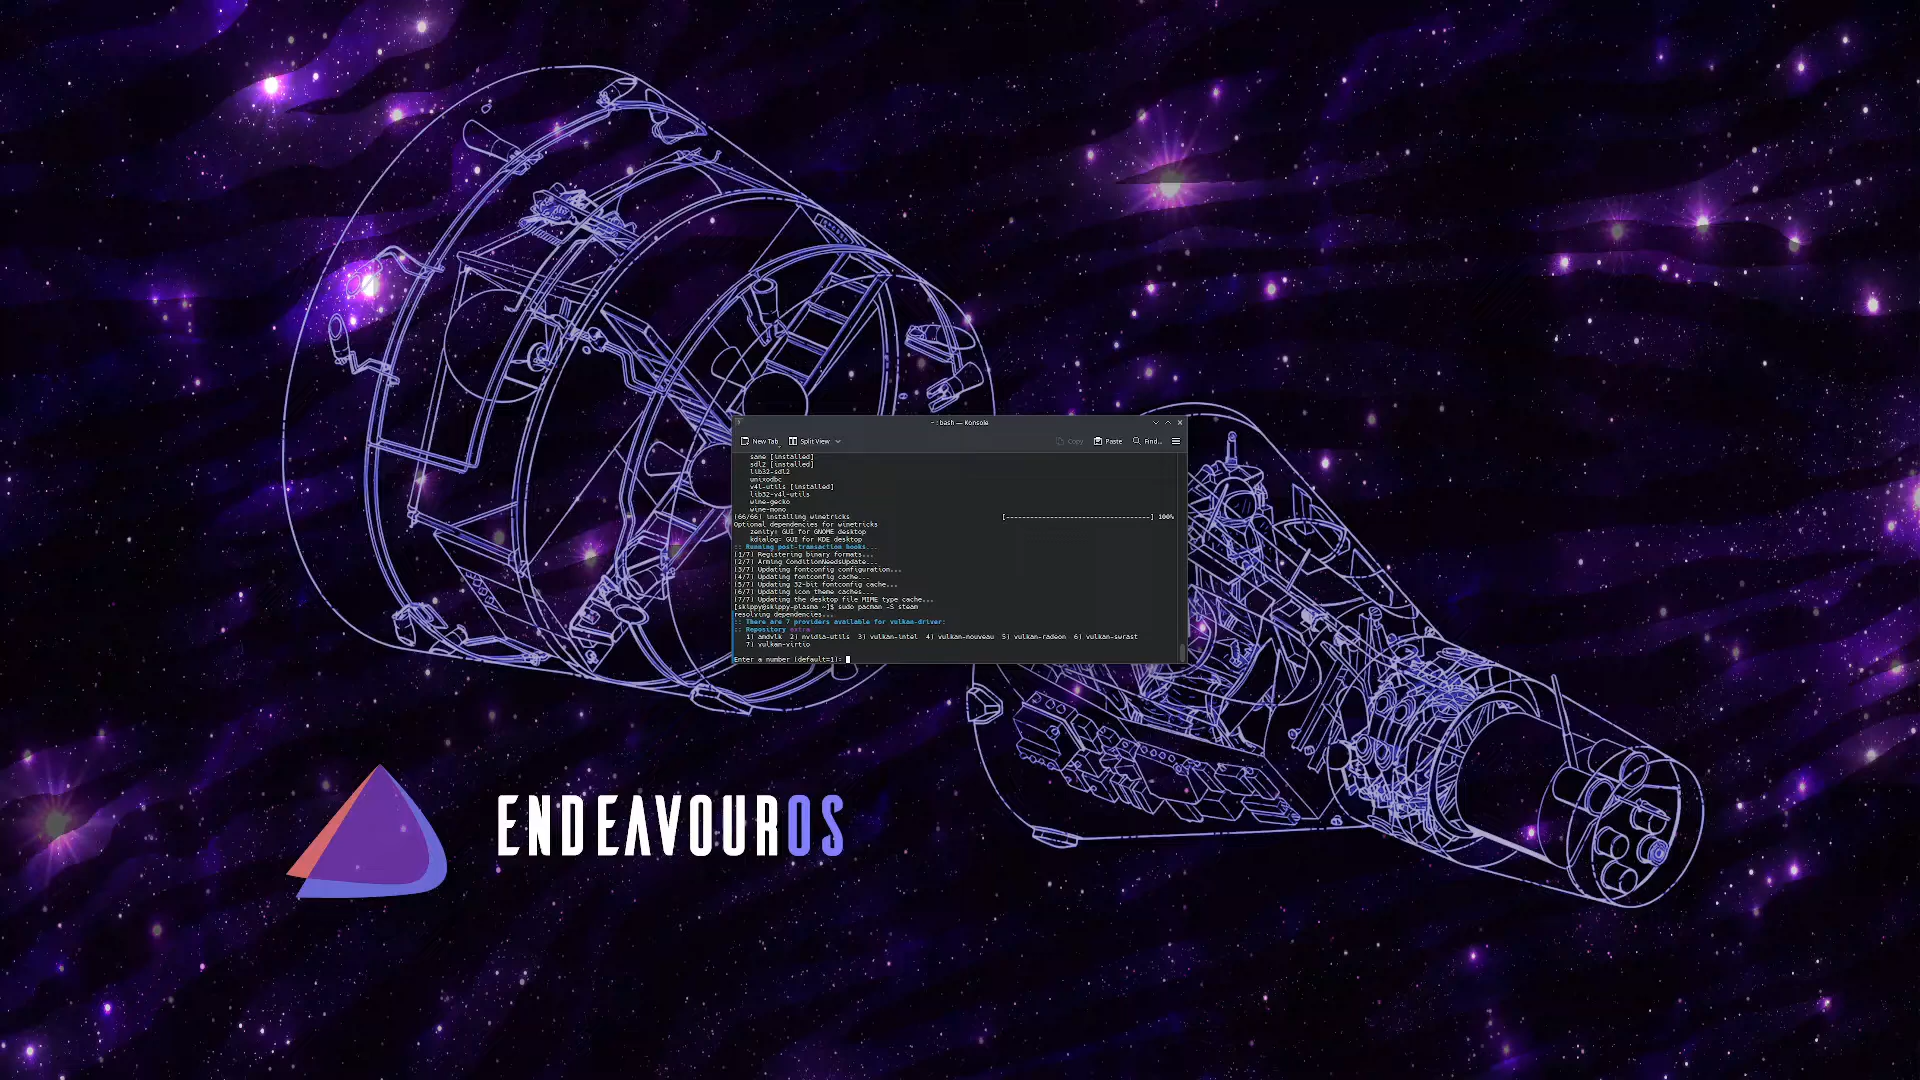 ~ : bash — Konsole
New Tab Split View Copy Paste Find...
sane [installed]
sdl2 [installed]
lib32-sdl2
unixodbc
v4l-utils [installed]
lib32-v4l-utils
wine-gecko
wine-mono
(66/66) installing winetricks [------------------------------------] 100%
Optional dependencies for winetricks
zenity: GUI for GNOME desktop
kdialog: GUI for KDE desktop
:: Running post-transaction hooks...
(1/7) Registering binary formats...
(2/7) Arming ConditionNeedsUpdate...
(3/7) Updating fontconfig configuration...
(4/7) Updating fontconfig cache...
(5/7) Updating 32-bit fontconfig cache...
(6/7) Updating icon theme caches...
(7/7) Updating the desktop file MIME type cache...
[skippy@skippy-plasma ~]$ sudo pacman -S steam
resolving dependencies...
:: There are 7 providers available for vulkan-driver:
:: Repository extra
1) amdvlk 2) nvidia-utils 3) vulkan-intel 4) vulkan-nouveau 5) vulkan-radeon 6) vulkan-swrast
7) vulkan-virtio
Enter a number (default=1):
ENDEAVOUROS